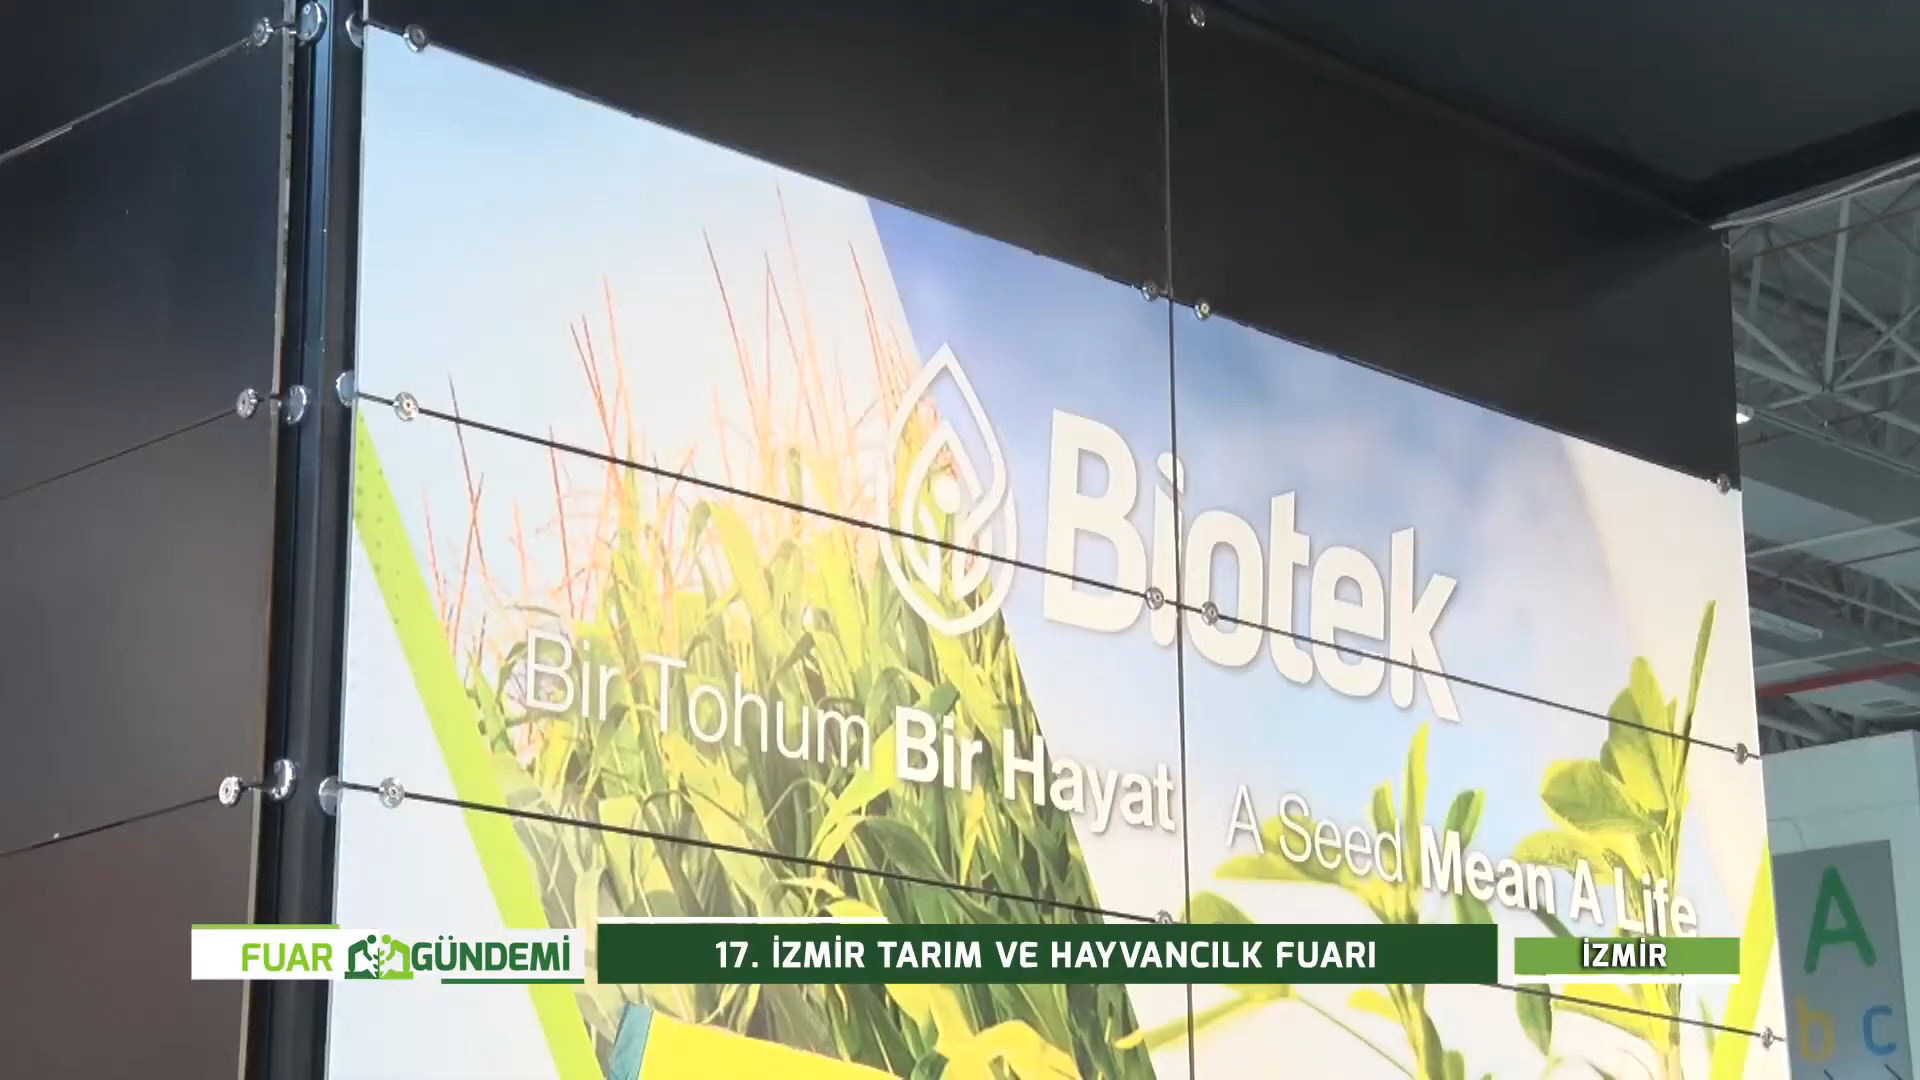 Biotek
Bir Tohum Bir Hayat
A Seed Mean A Life
A
b c
FUAR GÜNDEMİ
17. İZMİR TARIM VE HAYVANCILK FUARI
İZMİR